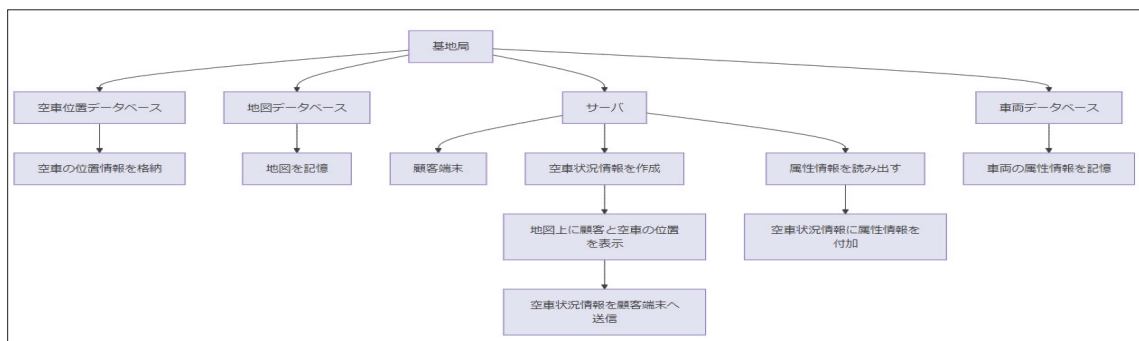 基地局
空車位置データベース
地図データベース
サーバ
車両データベース
空車の位置情報を格納
地図を記憶
顧客端末
空車状況情報を作成
属性情報を読み出す
車両の属性情報を記憶
地図上に顧客と空車の位置
を表示
空車状況情報に属性情報を
付加
空車状況情報を顧客端末へ
送信